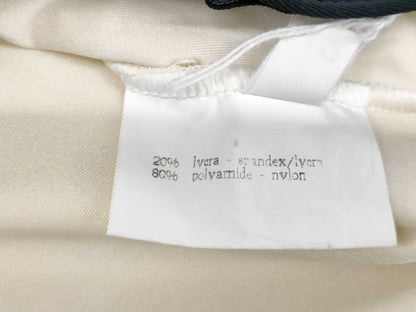 20% lycra - spandex/lycra
80% polyamide - nylon